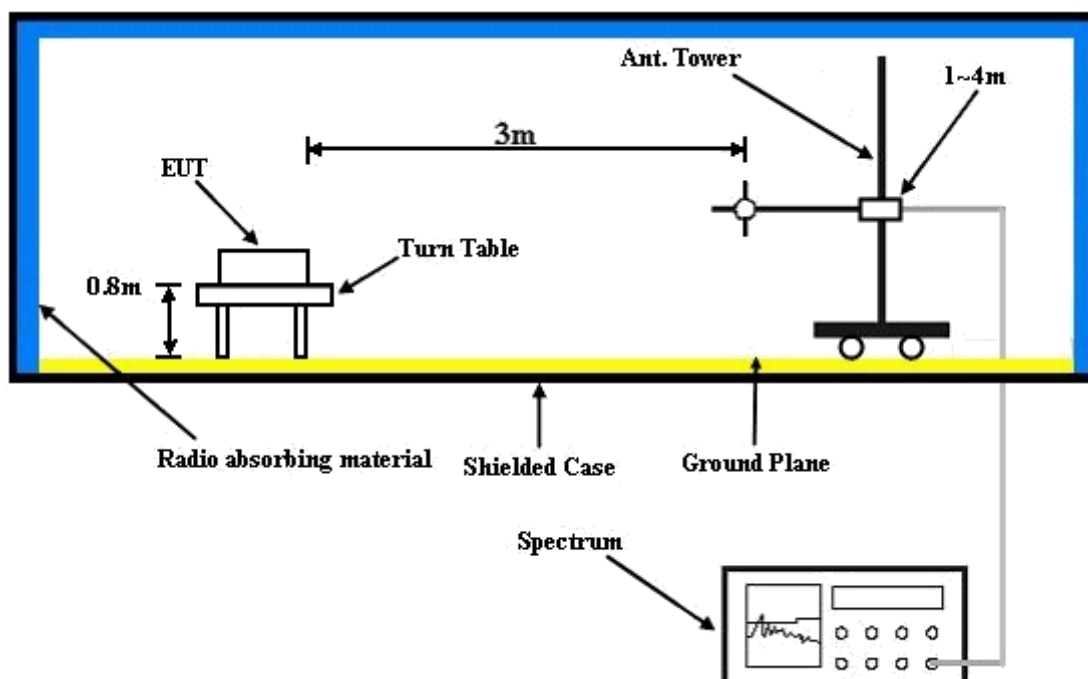 Ant. Tower
1~4m
3m
EUT
Turn Table
0.8m
Radio absorbing material
Shielded Case
Ground Plane
Spectrum